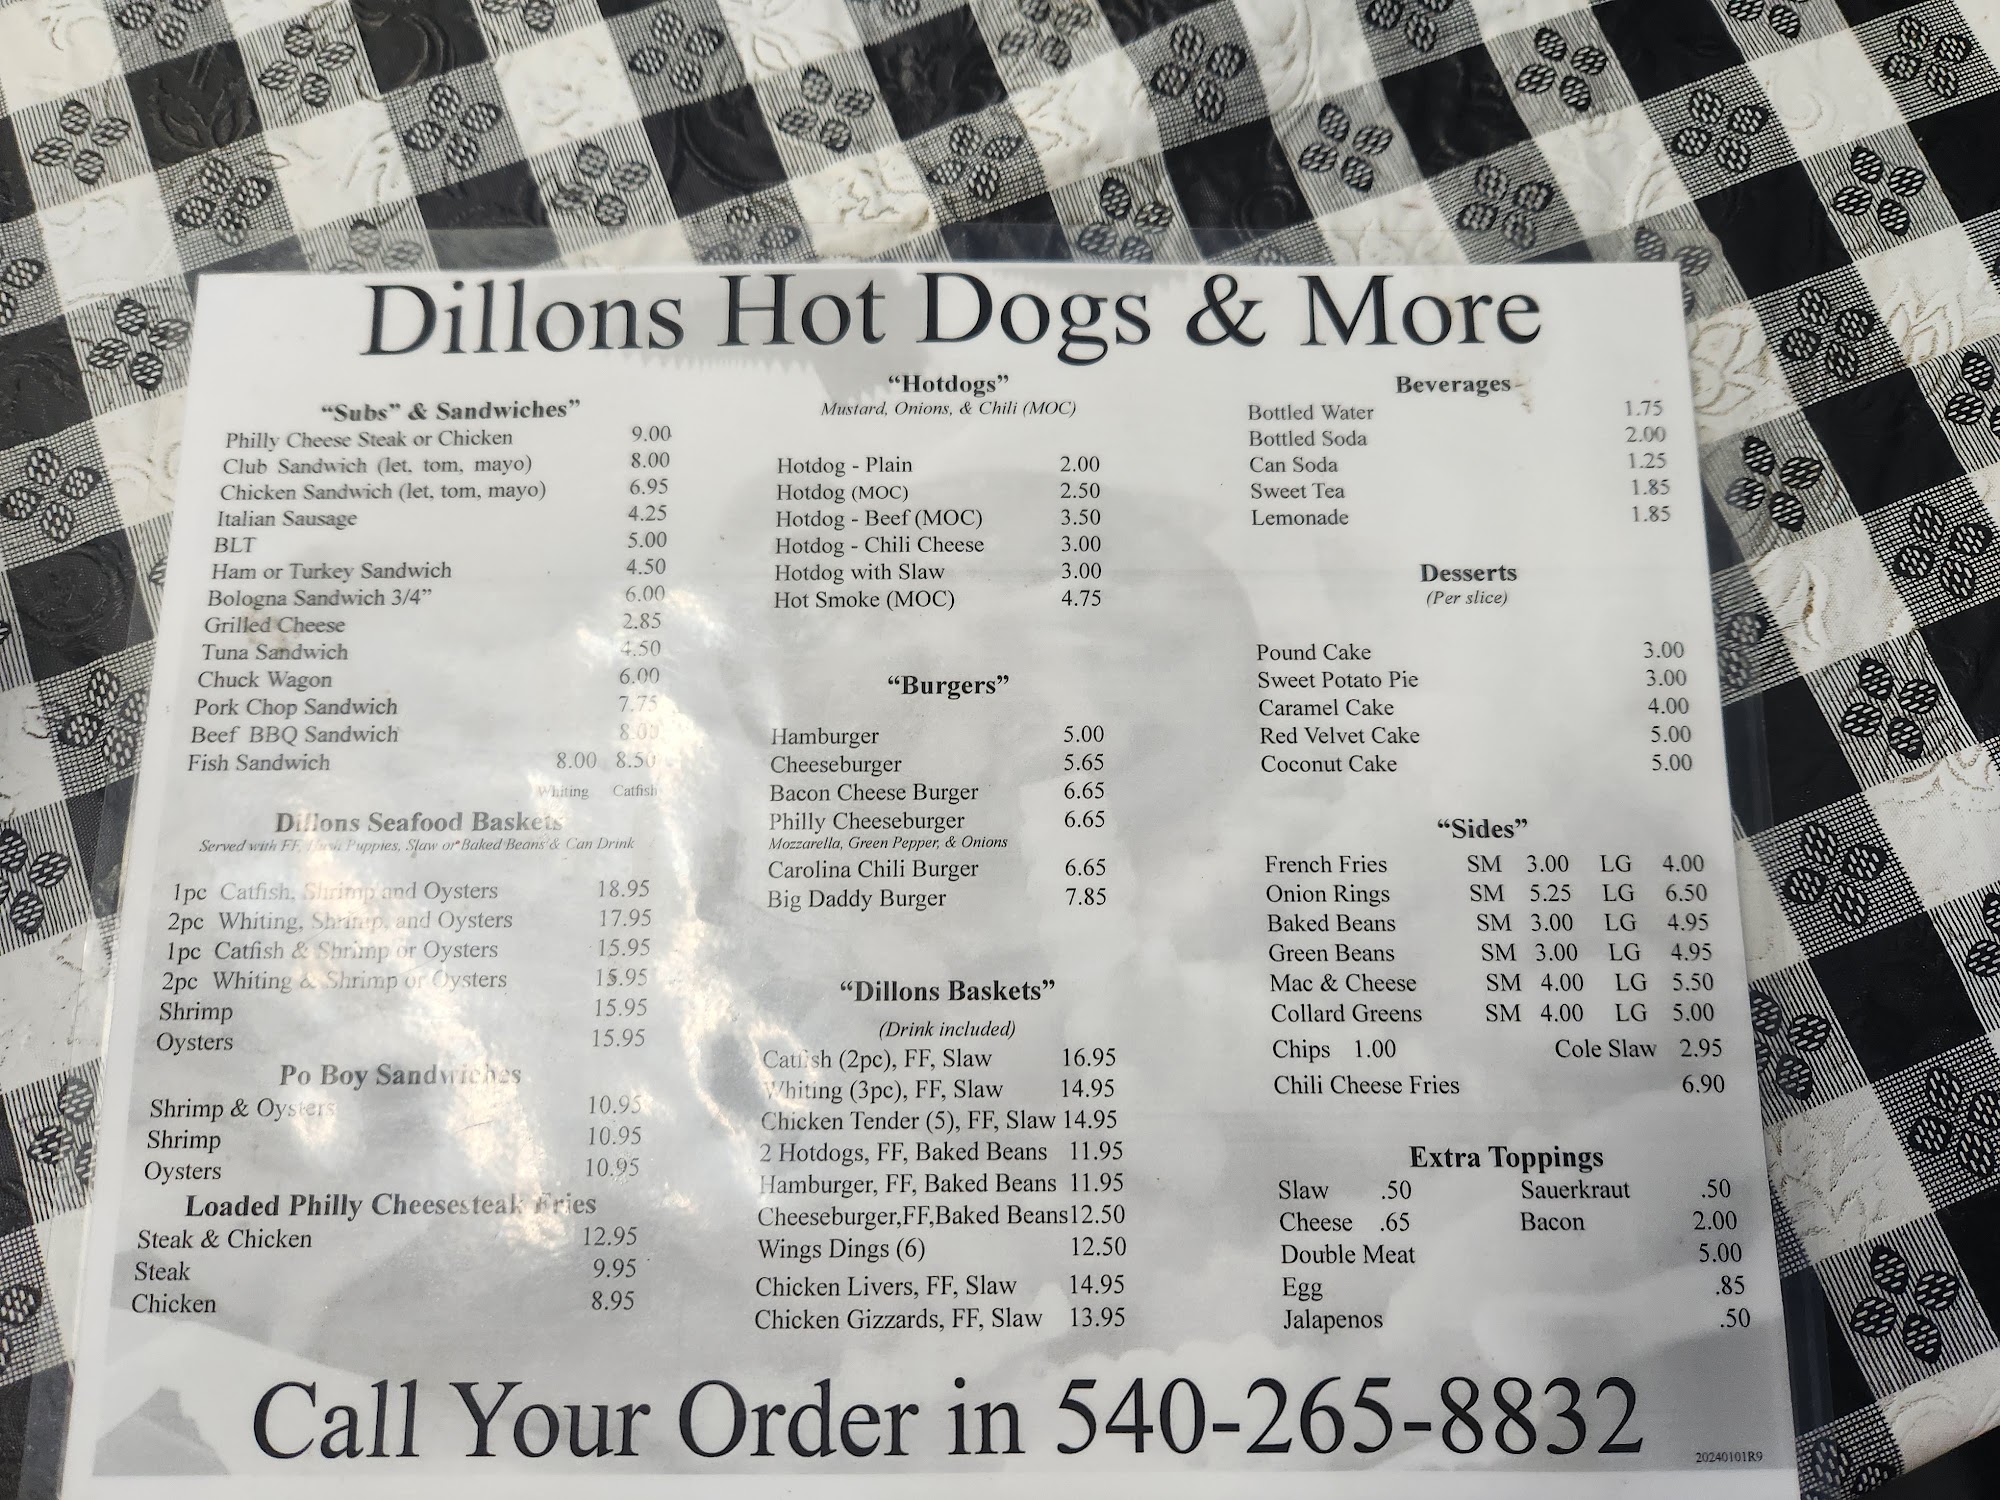 Dillons Hot Dogs & More
“Subs” & Sandwiches”
Philly Cheese Steak or Chicken 9.00
Club Sandwich (let, tom, mayo) 8.00
Chicken Sandwich (let, tom, mayo) 6.95
Italian Sausage 4.25
BLT 5.00
Ham or Turkey Sandwich 4.50
Bologna Sandwich 3/4” 6.00
Grilled Cheese 2.85
Tuna Sandwich 4.50
Chuck Wagon 6.00
Pork Chop Sandwich 7.75
Beef BBQ Sandwich 8.00
Fish Sandwich 8.00 8.50
Whiting Catfish
Dillons Seafood Baskets
Served with FF, Puppies, Slaw or Baked Beans & Can Drink
1pc Catfish, Shrimp and Oysters 18.95
2pc Whiting, Shrimp, and Oysters 17.95
1pc Catfish & Shrimp or Oysters 15.95
2pc Whiting & Shrimp or Oysters 15.95
Shrimp 15.95
Oysters 15.95
Po Boy Sandwiches
Shrimp & Oysters 10.95
Shrimp 10.95
Oysters 10.95
Loaded Philly Cheesesteak Fries
Steak & Chicken 12.95
Steak 9.95
Chicken 8.95
“Hotdogs”
Mustard, Onions, & Chili (MOC)
Hotdog - Plain 2.00
Hotdog (MOC) 2.50
Hotdog - Beef (MOC) 3.50
Hotdog - Chili Cheese 3.00
Hotdog with Slaw 3.00
Hot Smoke (MOC) 4.75
“Burgers”
Hamburger 5.00
Cheeseburger 5.65
Bacon Cheese Burger 6.65
Philly Cheeseburger 6.65
Mozzarella, Green Pepper, & Onions
Carolina Chili Burger 6.65
Big Daddy Burger 7.85
“Dillons Baskets”
(Drink included)
Catfish (2pc), FF, Slaw 16.95
Whiting (3pc), FF, Slaw 14.95
Chicken Tender (5), FF, Slaw 14.95
2 Hotdogs, FF, Baked Beans 11.95
Hamburger, FF, Baked Beans 11.95
Cheeseburger,FF,Baked Beans12.50
Wings Dings (6) 12.50
Chicken Livers, FF, Slaw 14.95
Chicken Gizzards, FF, Slaw 13.95
Beverages
Bottled Water 1.75
Bottled Soda 2.00
Can Soda 1.25
Sweet Tea 1.85
Lemonade 1.85
Desserts
(Per slice)
Pound Cake 3.00
Sweet Potato Pie 3.00
Caramel Cake 4.00
Red Velvet Cake 5.00
Coconut Cake 5.00
“Sides”
French Fries SM 3.00 LG 4.00
Onion Rings SM 5.25 LG 6.50
Baked Beans SM 3.00 LG 4.95
Green Beans SM 3.00 LG 4.95
Mac & Cheese SM 4.00 LG 5.50
Collard Greens SM 4.00 LG 5.00
Chips 1.00 Cole Slaw 2.95
Chili Cheese Fries 6.90
Extra Toppings
Slaw .50 Sauerkraut .50
Cheese .65 Bacon 2.00
Double Meat 5.00
Egg .85
Jalapenos .50
Call Your Order in 540-265-8832
20240101R9